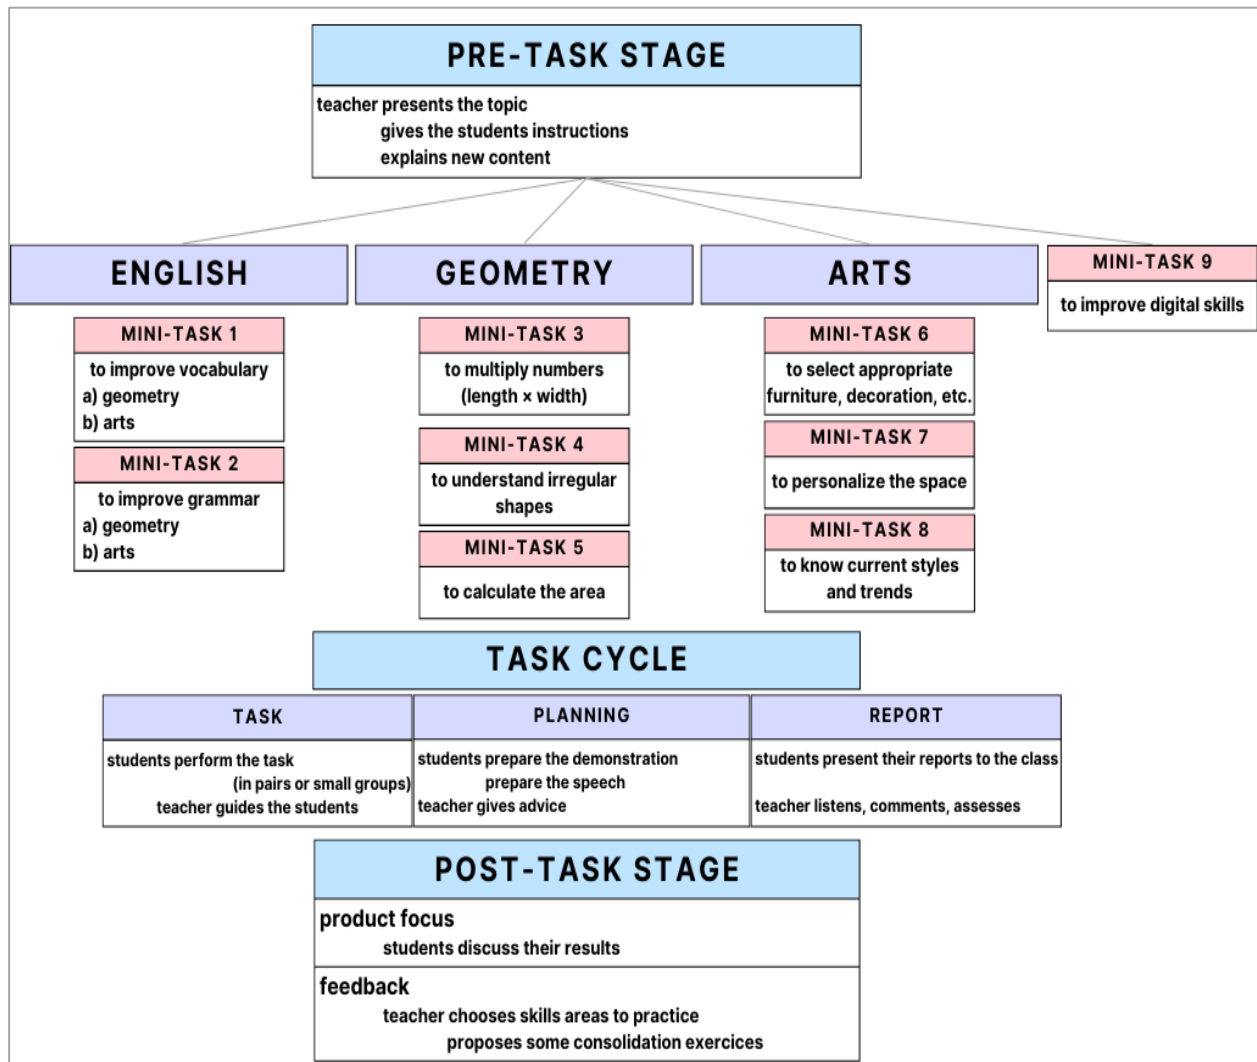 PRE-TASK STAGE
teacher presents the topic
gives the students instructions
explains new content
ENGLISH
MINI-TASK 1
to improve vocabulary
a) geometry
b) arts
MINI-TASK 2
to improve grammar
a) geometry
b) arts
GEOMETRY
MINI-TASK 3
to multiply numbers
(length × width)
MINI-TASK 4
to understand irregular
shapes
MINI-TASK 5
to calculate the area
ARTS
MINI-TASK 6
to select appropriate
furniture, decoration, etc.
MINI-TASK 7
to personalize the space
MINI-TASK 8
to know current styles
and trends
MINI-TASK 9
to improve digital skills
TASK CYCLE
TASK
students perform the task
(in pairs or small groups)
teacher guides the students
PLANNING
students prepare the demonstration
prepare the speech
teacher gives advice
REPORT
students present their reports to the class
teacher listens, comments, assesses
POST-TASK STAGE
product focus
students discuss their results
feedback
teacher chooses skills areas to practice
proposes some consolidation exercices